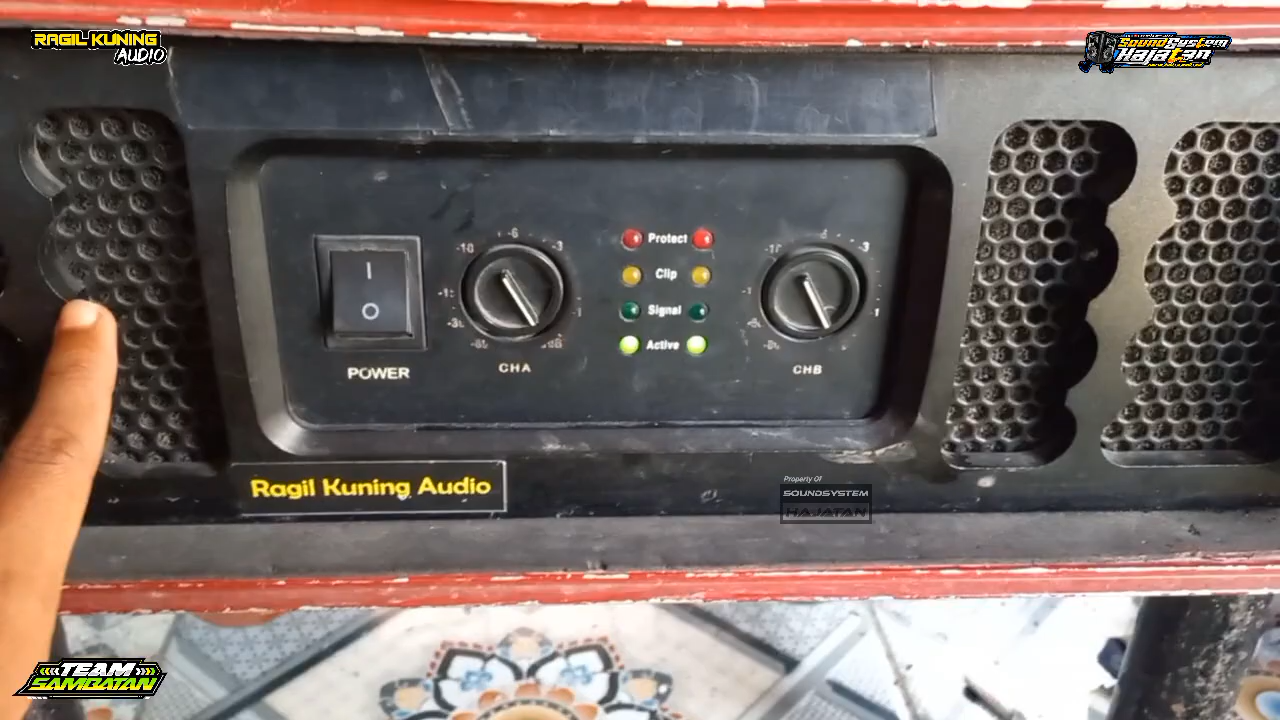 RAGIL KUNING
AUDIO
SoundSystem
Hajatan
-6
-10
-3
Protect
-3
Clip
Signal
-1
Active
POWER
CHA
CHB
Ragil Kuning Audio
Property Of
SOUNDSYSTEM
HAJATAN
TEAM
SAMBATAN